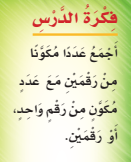 فِكْرَةُ الدَّرْسِ
أَجْمَعُ عَدَدًا مُكَوَّنًا
مِنْ رَقْمَيْنِ مَعَ عَدَدٍ
مُكَوَّنٍ مِنْ رَقْمٍ وَاحِدٍ،
أَوْ رَقْمَيْنِ.